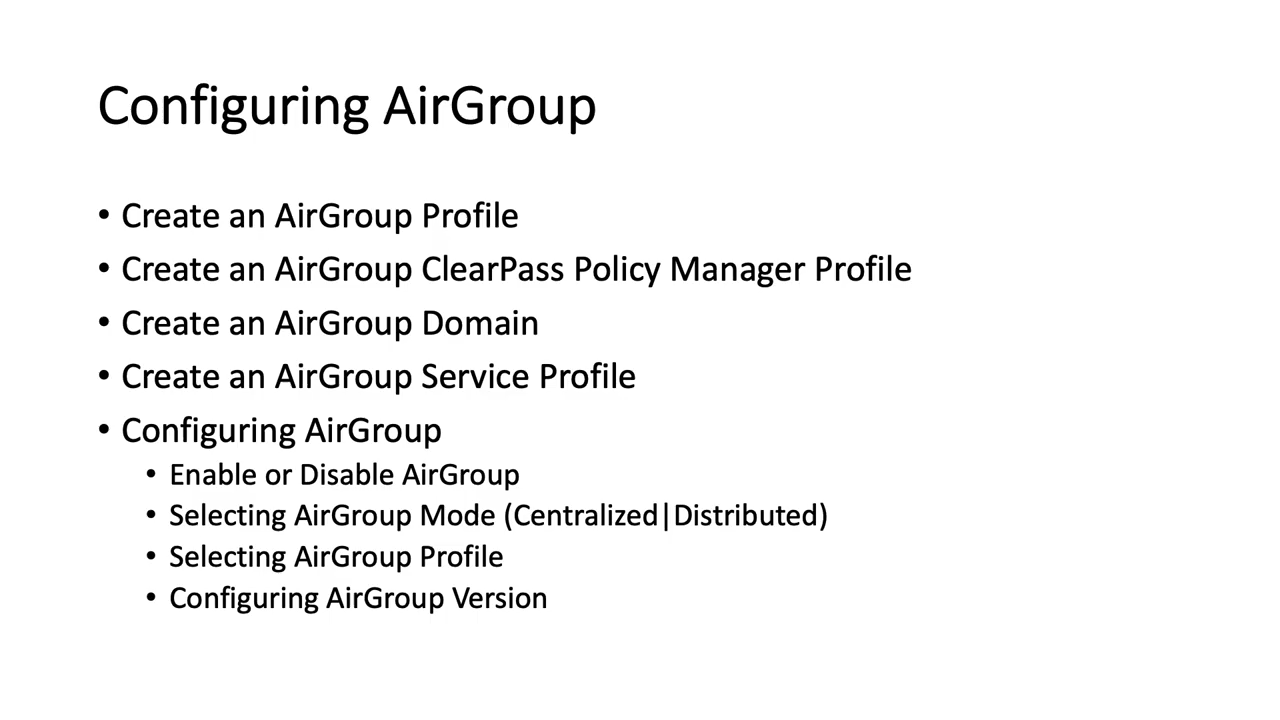 Configuring AirGroup
• Create an AirGroup Profile
• Create an AirGroup ClearPass Policy Manager Profile
• Create an AirGroup Domain
• Create an AirGroup Service Profile
• Configuring AirGroup
• Enable or Disable AirGroup
• Selecting AirGroup Mode (Centralized|Distributed)
• Selecting AirGroup Profile
• Configuring AirGroup Version